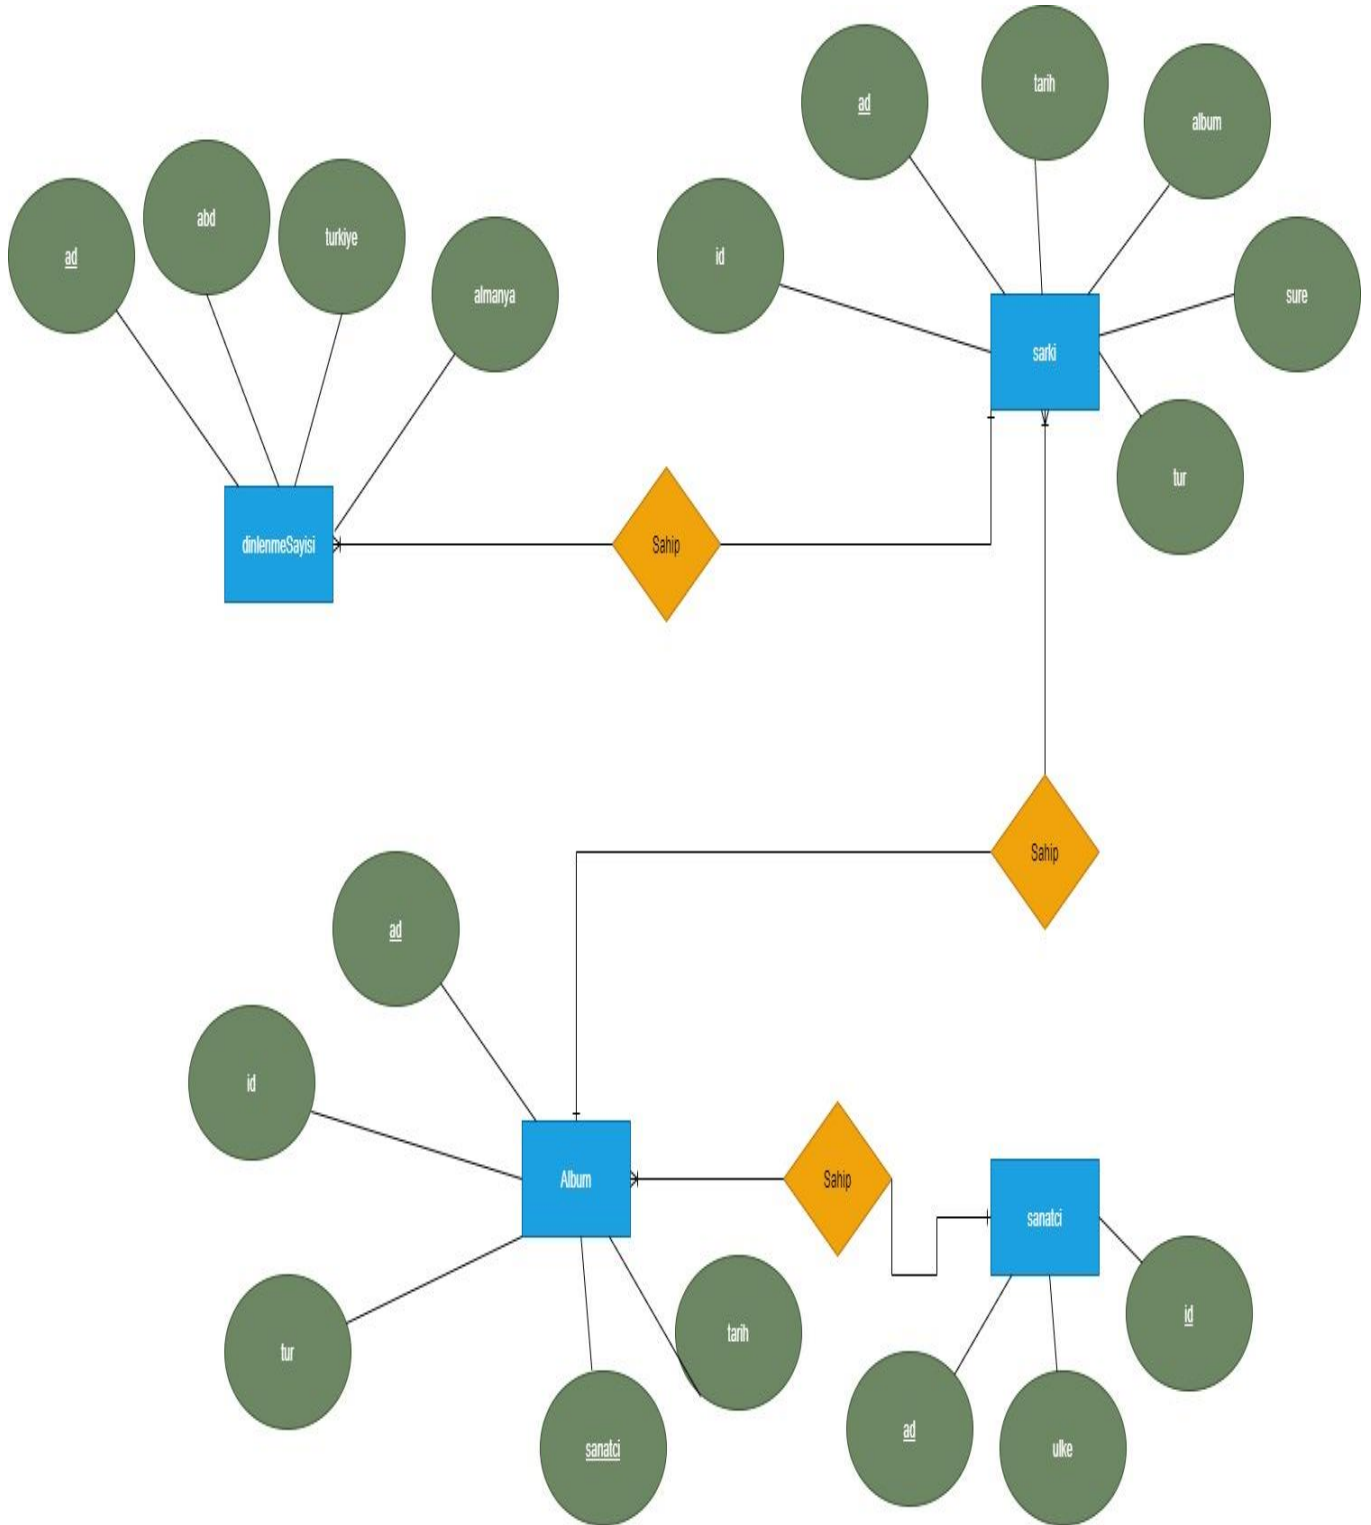 ad
tarih
album
id
sure
sarki
tur
ad
abd
turkiye
almanya
dinlenmeSayisi
Sahip
Sahip
ad
id
Album
tur
sanatci
tarih
Sahip
sanatci
id
ad
ulke